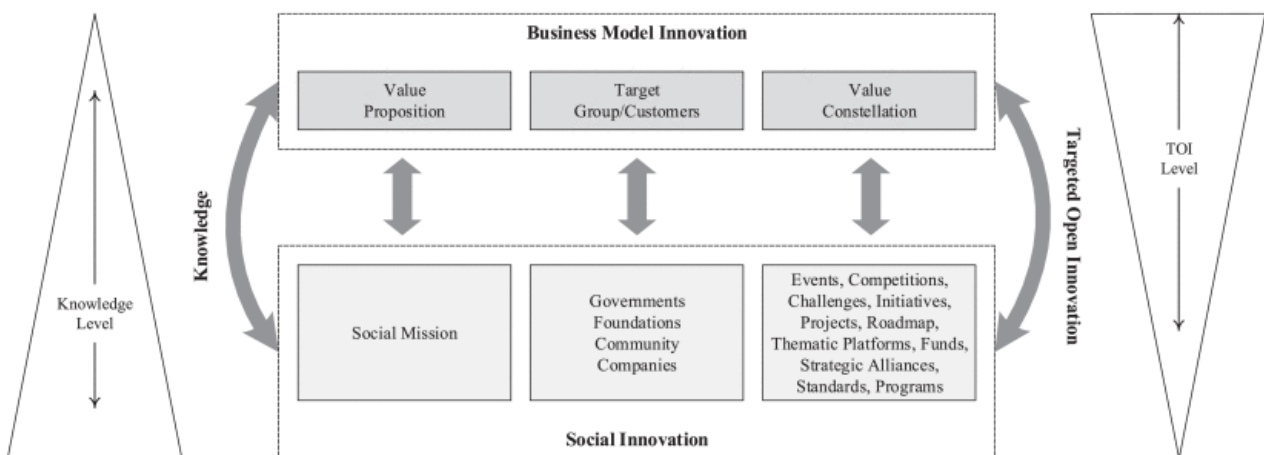 Business Model Innovation
Value
Proposition
Target
Group/Customers
Value
Constellation
Knowledge
Targeted Open Innovation
Knowledge
Level
TOI
Level
Social Mission
Governments
Foundations
Community
Companies
Events, Competitions,
Challenges, Initiatives,
Projects, Roadmap,
Thematic Platforms, Funds,
Strategic Alliances,
Standards, Programs
Social Innovation